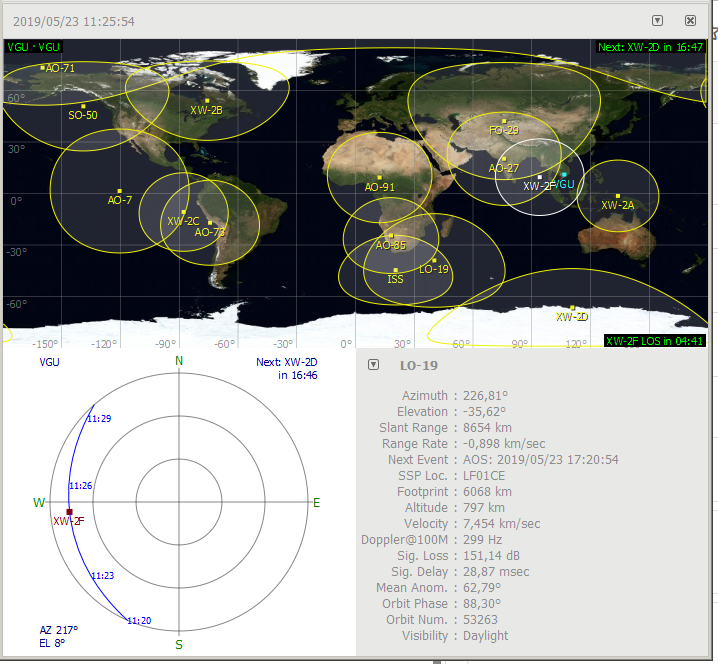 2019/05/23 11:25:54
VGU · VGU
Next: XW-2D in 16:47
AO-71
SO-50
XW-2B
FO-29
AO-27
XW-2F
VGU
AO-91
AO-7
XW-2C
AO-73
XW-2A
AO-85
LO-19
ISS
XW-2D
60°
30°
0°
-30°
-60°
-150° -120° -90° -60° -30° 0° 30° 60° 90° 120° 150°
XW-2F LOS in 04:41
VGU
N
Next: XW-2D
in 16:46
11:29
11:26
W
E
XW-2F
11:23
11:20
AZ 217°
EL 8°
S
LO-19
Azimuth : 226,81°
Elevation : -35,62°
Slant Range : 8654 km
Range Rate : -0,898 km/sec
Next Event : AOS: 2019/05/23 17:20:54
SSP Loc. : LF01CE
Footprint : 6068 km
Altitude : 797 km
Velocity : 7,454 km/sec
Doppler@100M : 299 Hz
Sig. Loss : 151,14 dB
Sig. Delay : 28,87 msec
Mean Anom. : 62,79°
Orbit Phase : 88,30°
Orbit Num. : 53263
Visibility : Daylight